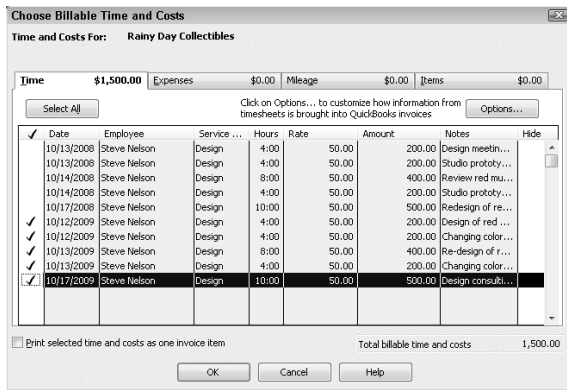 Choose Billable Time and Costs
Time and Costs For: Rainy Day Collectibles
Time $1,500.00 Expenses $0.00 Mileage $0.00 Items $0.00
Select All
Click on Options... to customize how information from
timesheets is brought into QuickBooks invoices
Options...
✓ Date Employee Service ... Hours Rate Amount Notes Hide
10/13/2008 Steve Nelson Design 4:00 50.00 200.00 Design meetin...
10/13/2008 Steve Nelson Design 4:00 50.00 200.00 Studio prototy...
10/14/2008 Steve Nelson Design 8:00 50.00 400.00 Review red mu...
10/14/2008 Steve Nelson Design 4:00 50.00 200.00 Studio prototy...
10/17/2008 Steve Nelson Design 10:00 50.00 500.00 Redesign of re...
✓ 10/12/2009 Steve Nelson Design 4:00 50.00 200.00 Design of red ...
✓ 10/12/2009 Steve Nelson Design 4:00 50.00 200.00 Changing color...
✓ 10/13/2009 Steve Nelson Design 8:00 50.00 400.00 Re-design of r...
✓ 10/13/2009 Steve Nelson Design 4:00 50.00 200.00 Changing color...
✓ 10/17/2009 Steve Nelson Design 10:00 50.00 500.00 Design consulti...
Print selected time and costs as one invoice item
Total billable time and costs 1,500.00
OK Cancel Help